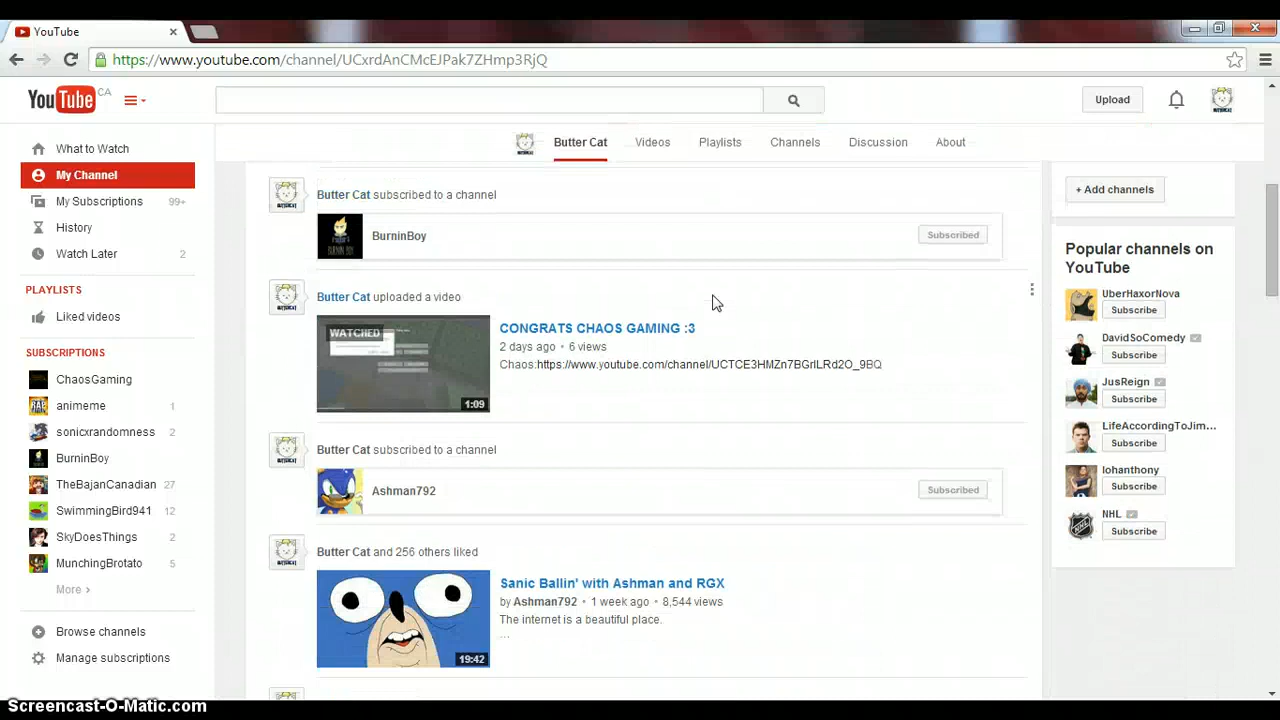 YouTube
https://www.youtube.com/channel/UCxrdAnCMcEJPak7ZHmp3RjQ
YouTube CA
Upload
Butter Cat Videos Playlists Channels Discussion About
What to Watch
My Channel
My Subscriptions 99+
History
Watch Later 2
PLAYLISTS
Liked videos
SUBSCRIPTIONS
ChaosGaming
animeme 1
sonicxrandomness 2
BurninBoy
TheBajanCanadian 27
SwimmingBird941 12
SkyDoesThings 2
MunchingBrotato 5
More
Browse channels
Manage subscriptions
Butter Cat subscribed to a channel
BurninBoy Subscribed
Butter Cat uploaded a video
WATCHED
1:09
CONGRATS CHAOS GAMING :3
2 days ago • 6 views
Chaos:https://www.youtube.com/channel/UCTCE3HMZn7BGrlLRd2O_9BQ
Butter Cat subscribed to a channel
Ashman792 Subscribed
Butter Cat and 256 others liked
19:42
Sanic Ballin' with Ashman and RGX
by Ashman792 • 1 week ago • 8,544 views
The internet is a beautiful place.
...
+ Add channels
Popular channels on
YouTube
UberHaxorNova
Subscribe
DavidSoComedy
Subscribe
JusReign
Subscribe
LifeAccordingToJim...
Subscribe
lohanthony
Subscribe
NHL
Subscribe
Screencast-O-Matic.com